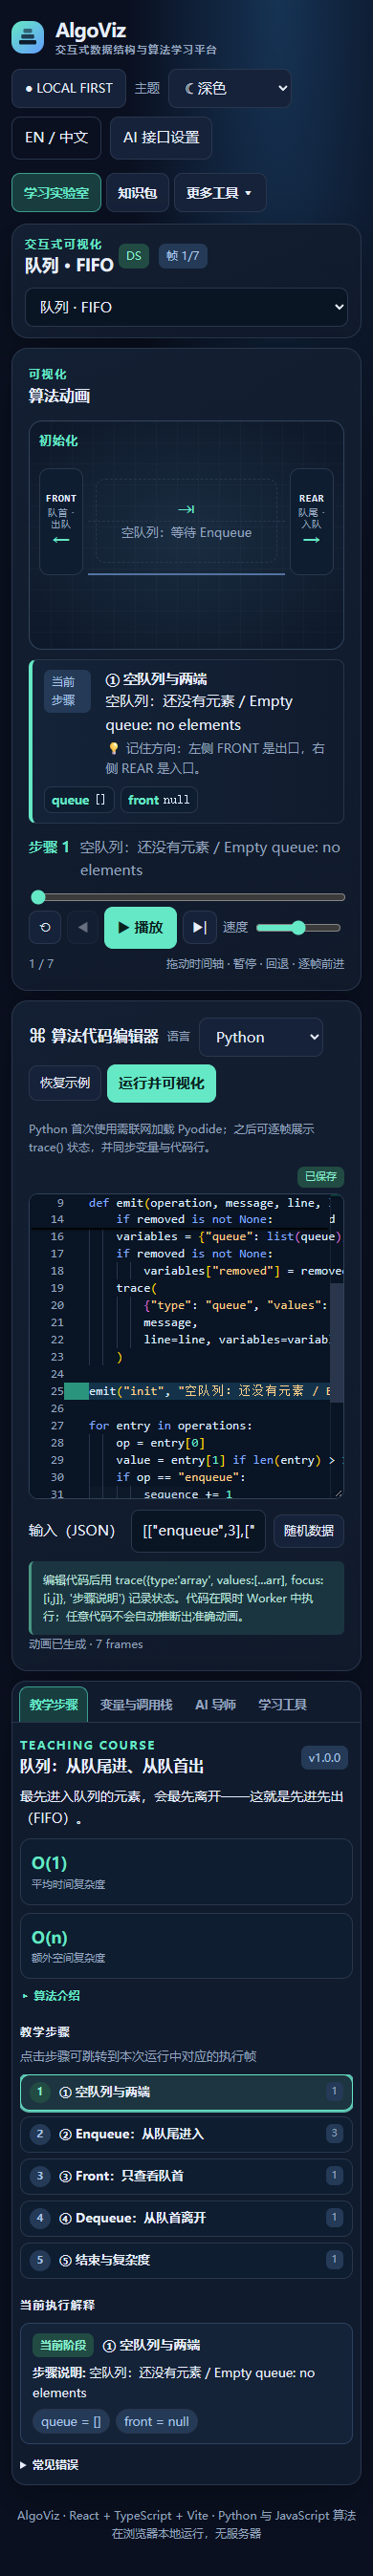 AlgoViz
交互式数据结构与算法学习平台
● LOCAL FIRST 主题 ☾ 深色
EN / 中文 AI 接口设置
学习实验室 知识包 更多工具 ▾
交互式可视化
队列 · FIFO DS 帧 1/7
队列 · FIFO
可视化
算法动画
初始化
FRONT
队首 ·
出队
←
⇥
空队列：等待 Enqueue
REAR
队尾 ·
入队
→
当前
步骤
① 空队列与两端
空队列：还没有元素 / Empty
queue: no elements
💡 记住方向：左侧 FRONT 是出口，右
侧 REAR 是入口。
queue [] front null
步骤 1 空队列：还没有元素 / Empty queue: no
elements
⟲ ◀ ▶ 播放 ▶| 速度
1 / 7 拖动时间轴 · 暂停 · 回退 · 逐帧前进
⌘ 算法代码编辑器 语言 Python
恢复示例 运行并可视化
Python 首次使用需联网加载 Pyodide；之后可逐帧展示
trace() 状态，并同步变量与代码行。
已保存
9 def emit(operation, message, line,
14 if removed is not None:
16 variables = {"queue": list(queue)
17 if removed is not None:
18 variables["removed"] = remove
19 trace(
20 {"type": "queue", "values":
21 message,
22 line=line, variables=variab
23 )
24
25 emit("init", "空队列：还没有元素 / E
26
27 for entry in operations:
28 op = entry[0]
29 value = entry[1] if len(entry) >
30 if op == "enqueue":
31 sequence += 1
输入（JSON） [["enqueue",3],[" 随机数据
编辑代码后用 trace({type:'array', values:[...arr], focus:
[i,j]}, '步骤说明') 记录状态。代码在限时 Worker 中执
行；任意代码不会自动推断出准确动画。
动画已生成 · 7 frames
教学步骤 变量与调用栈 AI 导师 学习工具
TEACHING COURSE
队列：从队尾进、从队首出 v1.0.0
最先进入队列的元素，会最先离开——这就是先进先出
（FIFO）。
O(1)
平均时间复杂度
O(n)
额外空间复杂度
▸ 算法介绍
教学步骤
点击步骤可跳转到本次运行中对应的执行帧
1 ① 空队列与两端 1
2 ② Enqueue：从队尾进入 3
3 ③ Front：只查看队首 1
4 ④ Dequeue：从队首离开 1
5 ⑤ 结束与复杂度 1
当前执行解释
当前阶段 ① 空队列与两端
步骤说明: 空队列：还没有元素 / Empty queue: no
elements
queue = [] front = null
▸ 常见错误
AlgoViz · React + TypeScript + Vite · Python 与 JavaScript 算法
在浏览器本地运行，无服务器